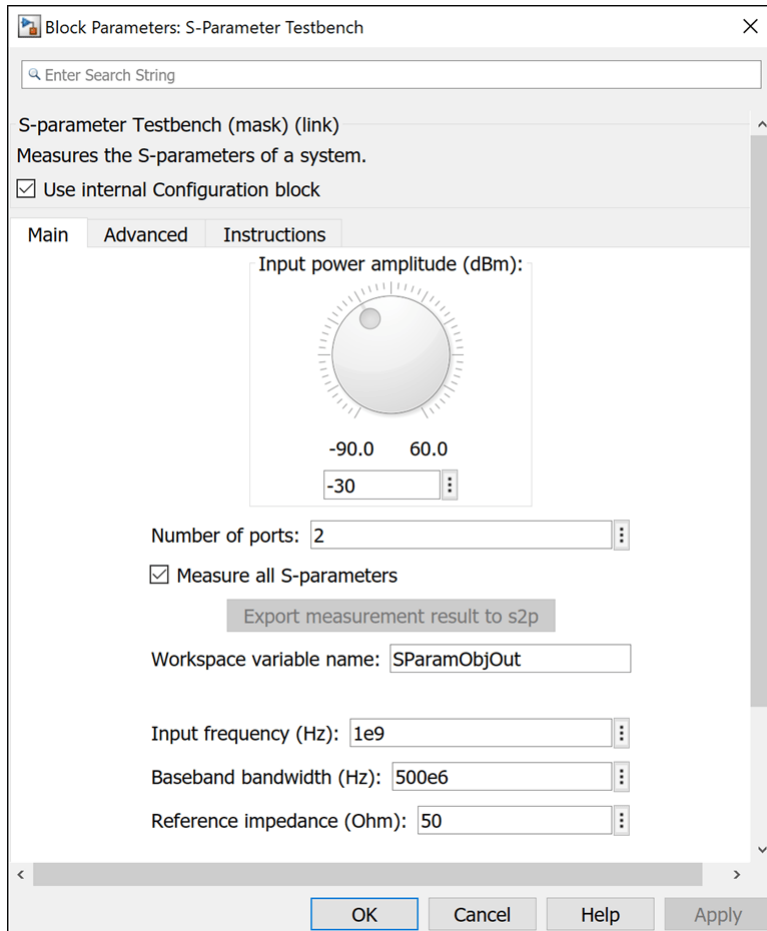 Block Parameters: S-Parameter Testbench
Enter Search String
S-parameter Testbench (mask) (link)
Measures the S-parameters of a system.
Use internal Configuration block
Main Advanced Instructions
Input power amplitude (dBm):
-90.0 60.0
-30
Number of ports: 2
Measure all S-parameters
Export measurement result to s2p
Workspace variable name: SParamObjOut
Input frequency (Hz): 1e9
Baseband bandwidth (Hz): 500e6
Reference impedance (Ohm): 50
OK Cancel Help Apply